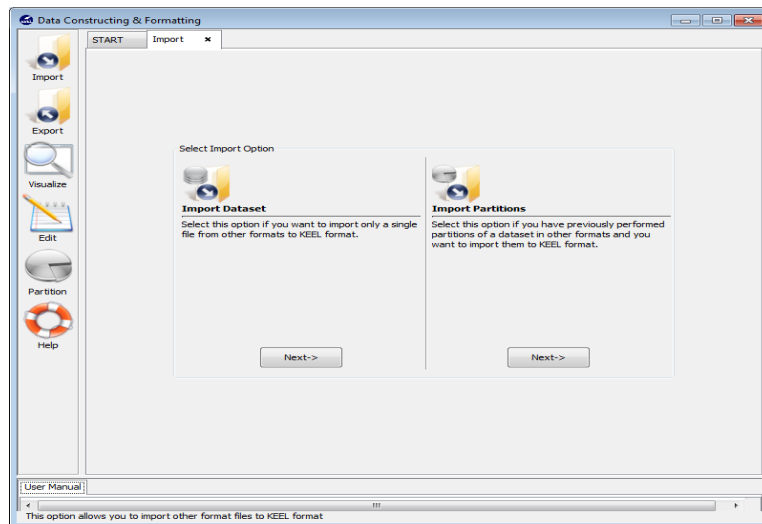 Data Constructing & Formatting
START
Import
Import
Export
Visualize
Edit
Partition
Help
Select Import Option
Import Dataset
Select this option if you want to import only a single
file from other formats to KEEL format.
Next->
Import Partitions
Select this option if you have previously performed
partitions of a dataset in other formats and you
want to import them to KEEL format.
Next->
User Manual
This option allows you to import other format files to KEEL format